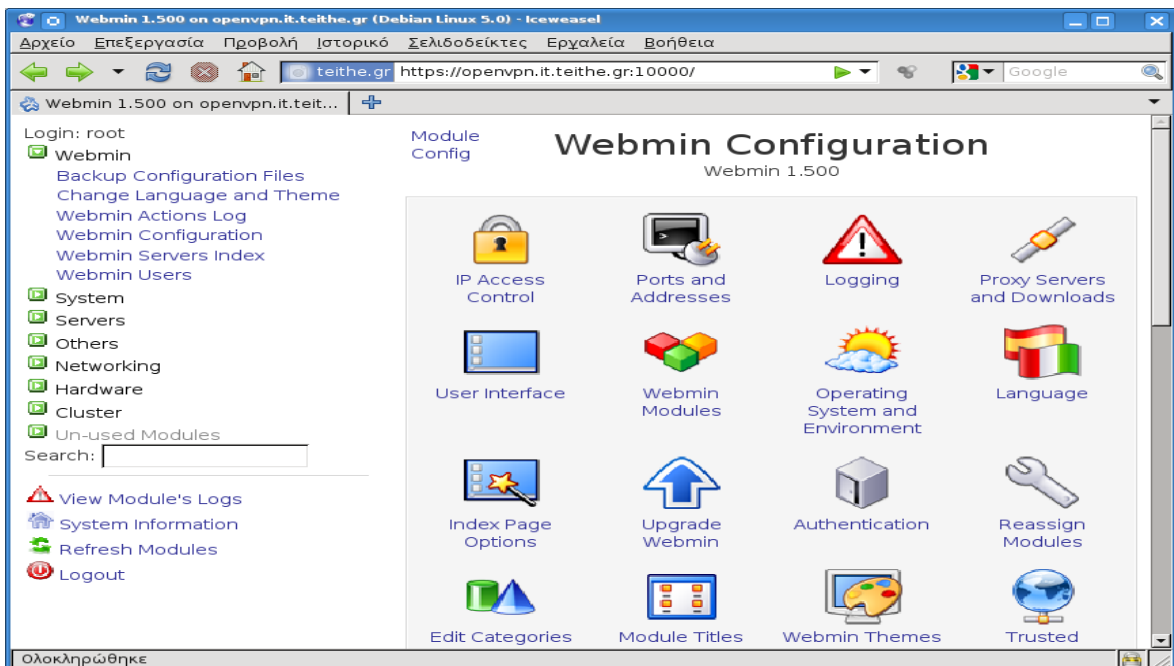 Webmin 1.500 on openvpn.it.teithe.gr (Debian Linux 5.0) - Iceweasel
Αρχείο Επεξεργασία Προβολή Ιστορικό Σελιδοδείκτες Εργαλεία Βοήθεια
teithe.gr https://openvpn.it.teithe.gr:10000/ Google
Webmin 1.500 on openvpn.it.teit...
Login: root
Webmin
Backup Configuration Files
Change Language and Theme
Webmin Actions Log
Webmin Configuration
Webmin Servers Index
Webmin Users
System
Servers
Others
Networking
Hardware
Cluster
Un-used Modules
Search:
View Module's Logs
System Information
Refresh Modules
Logout
Module
Config
Webmin Configuration
Webmin 1.500
IP Access
Control
Ports and
Addresses
Logging
Proxy Servers
and Downloads
User Interface
Webmin
Modules
Operating
System and
Environment
Language
Index Page
Options
Upgrade
Webmin
Authentication
Reassign
Modules
Edit Categories
Module Titles
Webmin Themes
Trusted
Ολοκληρώθηκε